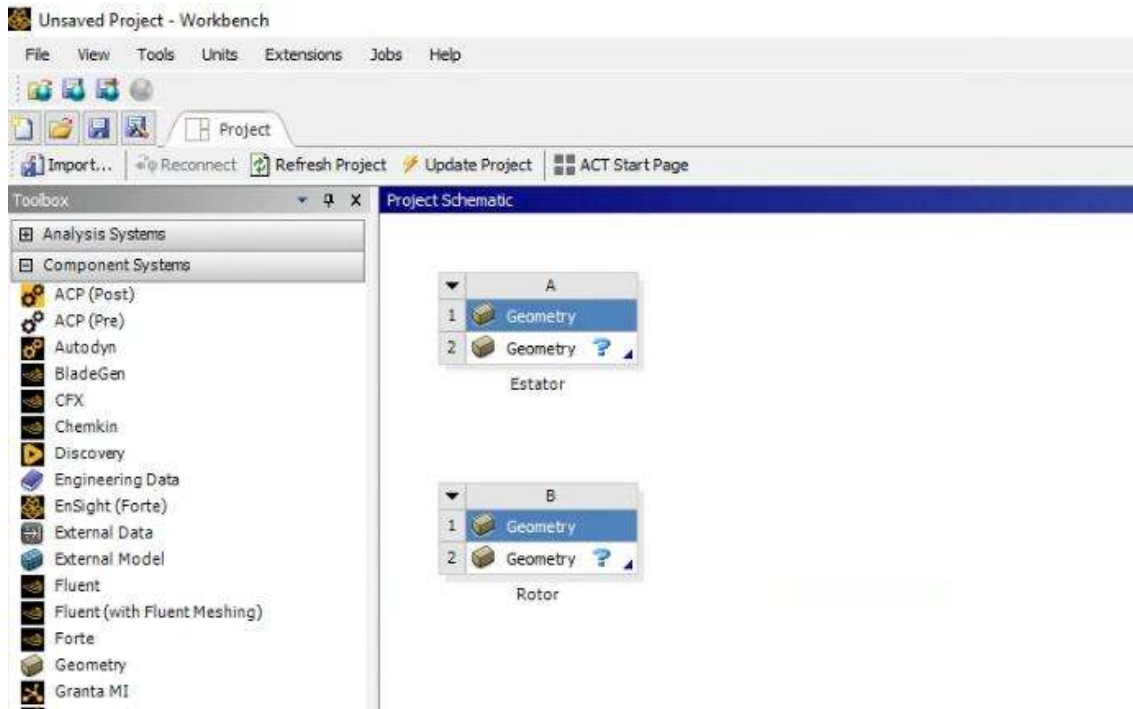 Unsaved Project - Workbench
File View Tools Units Extensions Jobs Help
Project
Import... Reconnect Refresh Project Update Project ACT Start Page
Toolbox
Project Schematic
Analysis Systems
Component Systems
ACP (Post)
ACP (Pre)
Autodyn
BladeGen
CFX
Chemkin
Discovery
Engineering Data
EnSight (Forte)
External Data
External Model
Fluent
Fluent (with Fluent Meshing)
Forte
Geometry
Granta MI
A
1 Geometry
2 Geometry ?
Estator
B
1 Geometry
2 Geometry ?
Rotor